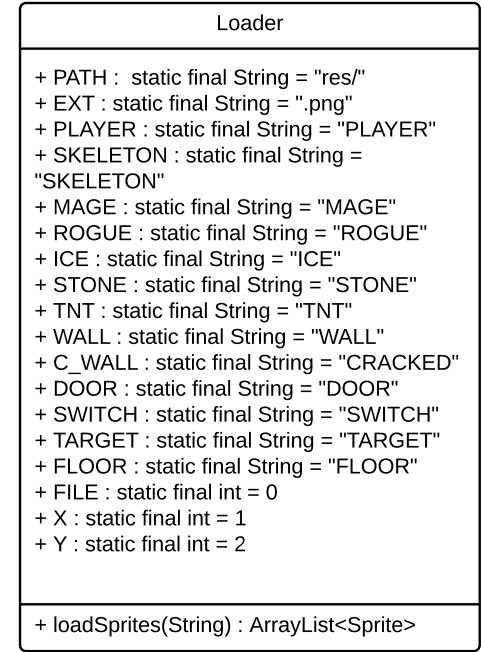 Loader
+ PATH :  static final String = "res/"
+ EXT : static final String = ".png"
+ PLAYER : static final String = "PLAYER"
+ SKELETON : static final String =
"SKELETON"
+ MAGE : static final String = "MAGE"
+ ROGUE : static final String = "ROGUE"
+ ICE : static final String = "ICE"
+ STONE : static final String = "STONE"
+ TNT : static final String = "TNT"
+ WALL : static final String = "WALL"
+ C_WALL : static final String = "CRACKED"
+ DOOR : static final String = "DOOR"
+ SWITCH : static final String = "SWITCH"
+ TARGET : static final String = "TARGET"
+ FLOOR : static final String = "FLOOR"
+ FILE : static final int = 0
+ X : static final int = 1
+ Y : static final int = 2
+ loadSprites(String) : ArrayList<Sprite>